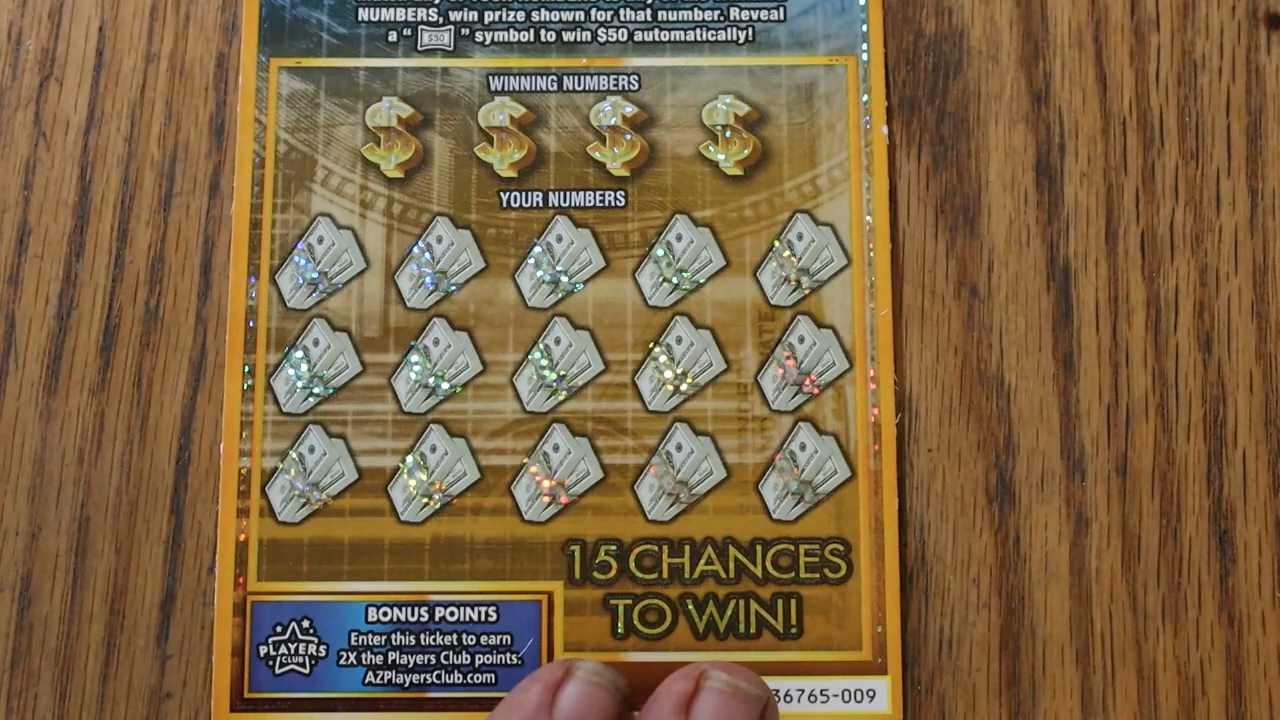 NUMBERS, win prize shown for that number. Reveal
a “ $50 ” symbol to win $50 automatically!
WINNING NUMBERS
$ $ $ $
YOUR NUMBERS
15 CHANCES
TO WIN!
BONUS POINTS
Enter this ticket to earn
2X the Players Club points.
AZPlayersClub.com
PLAYERS
CLUB
36765-009